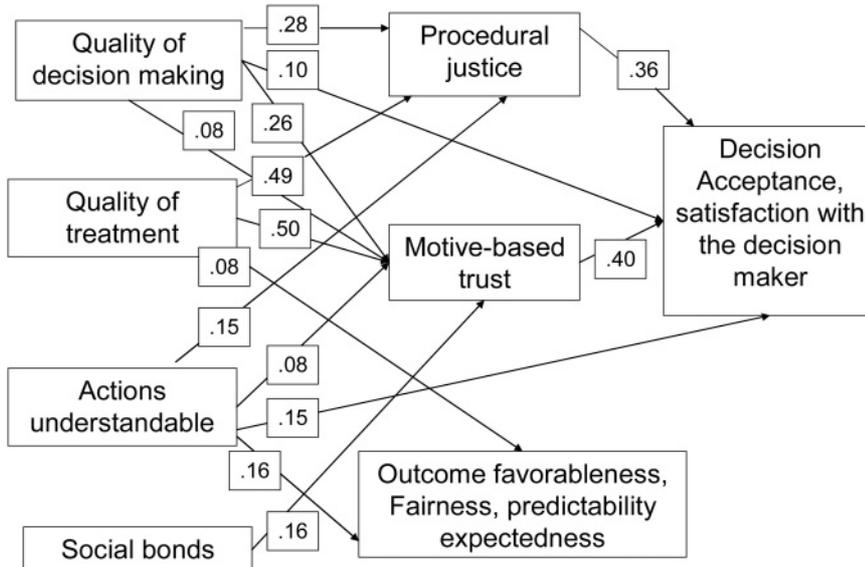 Quality of
decision making
.28
Procedural
justice
.36
.10
.08
.26
Decision
Acceptance,
satisfaction with
the decision
maker
.49
Quality of
treatment
.50
Motive-based
trust
.40
.08
.15
.08
Actions
understandable
.15
.16
Outcome favorableness,
Fairness, predictability
expectedness
.16
Social bonds